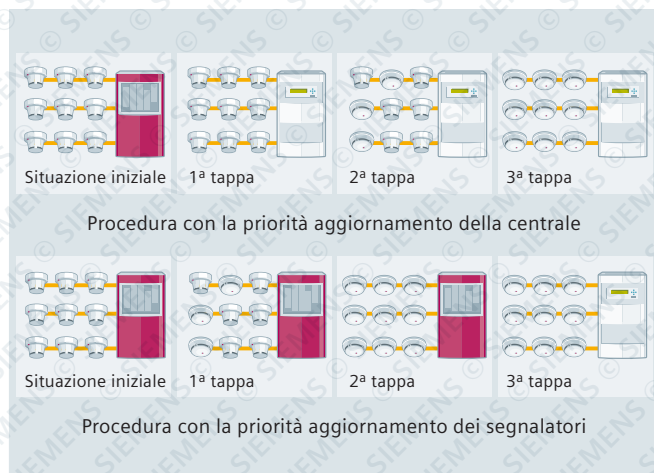 Situazione iniziale 1ª tappa 2ª tappa 3ª tappa
Procedura con la priorità aggiornamento della centrale
Situazione iniziale 1ª tappa 2ª tappa 3ª tappa
Procedura con la priorità aggiornamento dei segnalatori
© SIEMENS